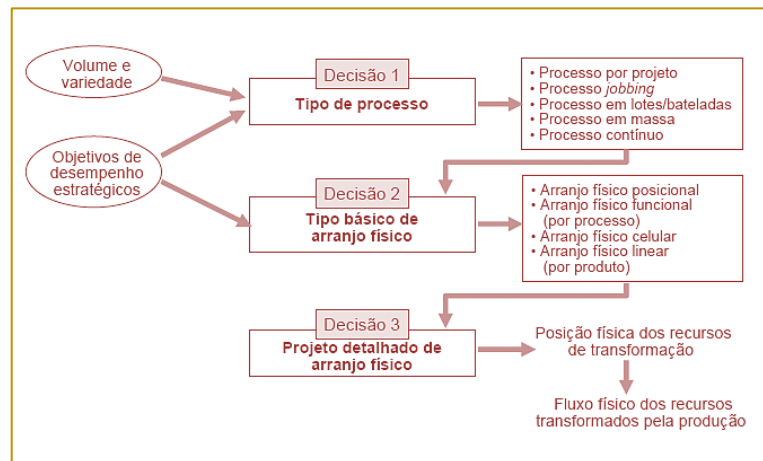 Volume e
variedade
Objetivos de
desempenho
estratégicos
Decisão 1
Tipo de processo
• Processo por projeto
• Processo jobbing
• Processo em lotes/bateladas
• Processo em massa
• Processo contínuo
Decisão 2
Tipo básico de
arranjo físico
• Arranjo físico posicional
• Arranjo físico funcional
(por processo)
• Arranjo físico celular
• Arranjo físico linear
(por produto)
Decisão 3
Projeto detalhado de
arranjo físico
Posição física dos recursos
de transformação
Fluxo físico dos recursos
transformados pela produção